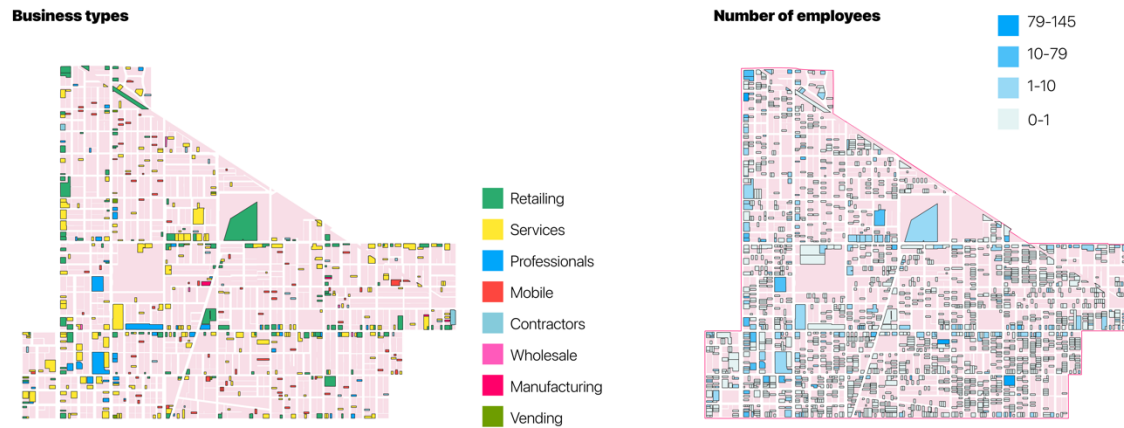 Business types
Retailing
Services
Professionals
Mobile
Contractors
Wholesale
Manufacturing
Vending
Number of employees
79-145
10-79
1-10
0-1